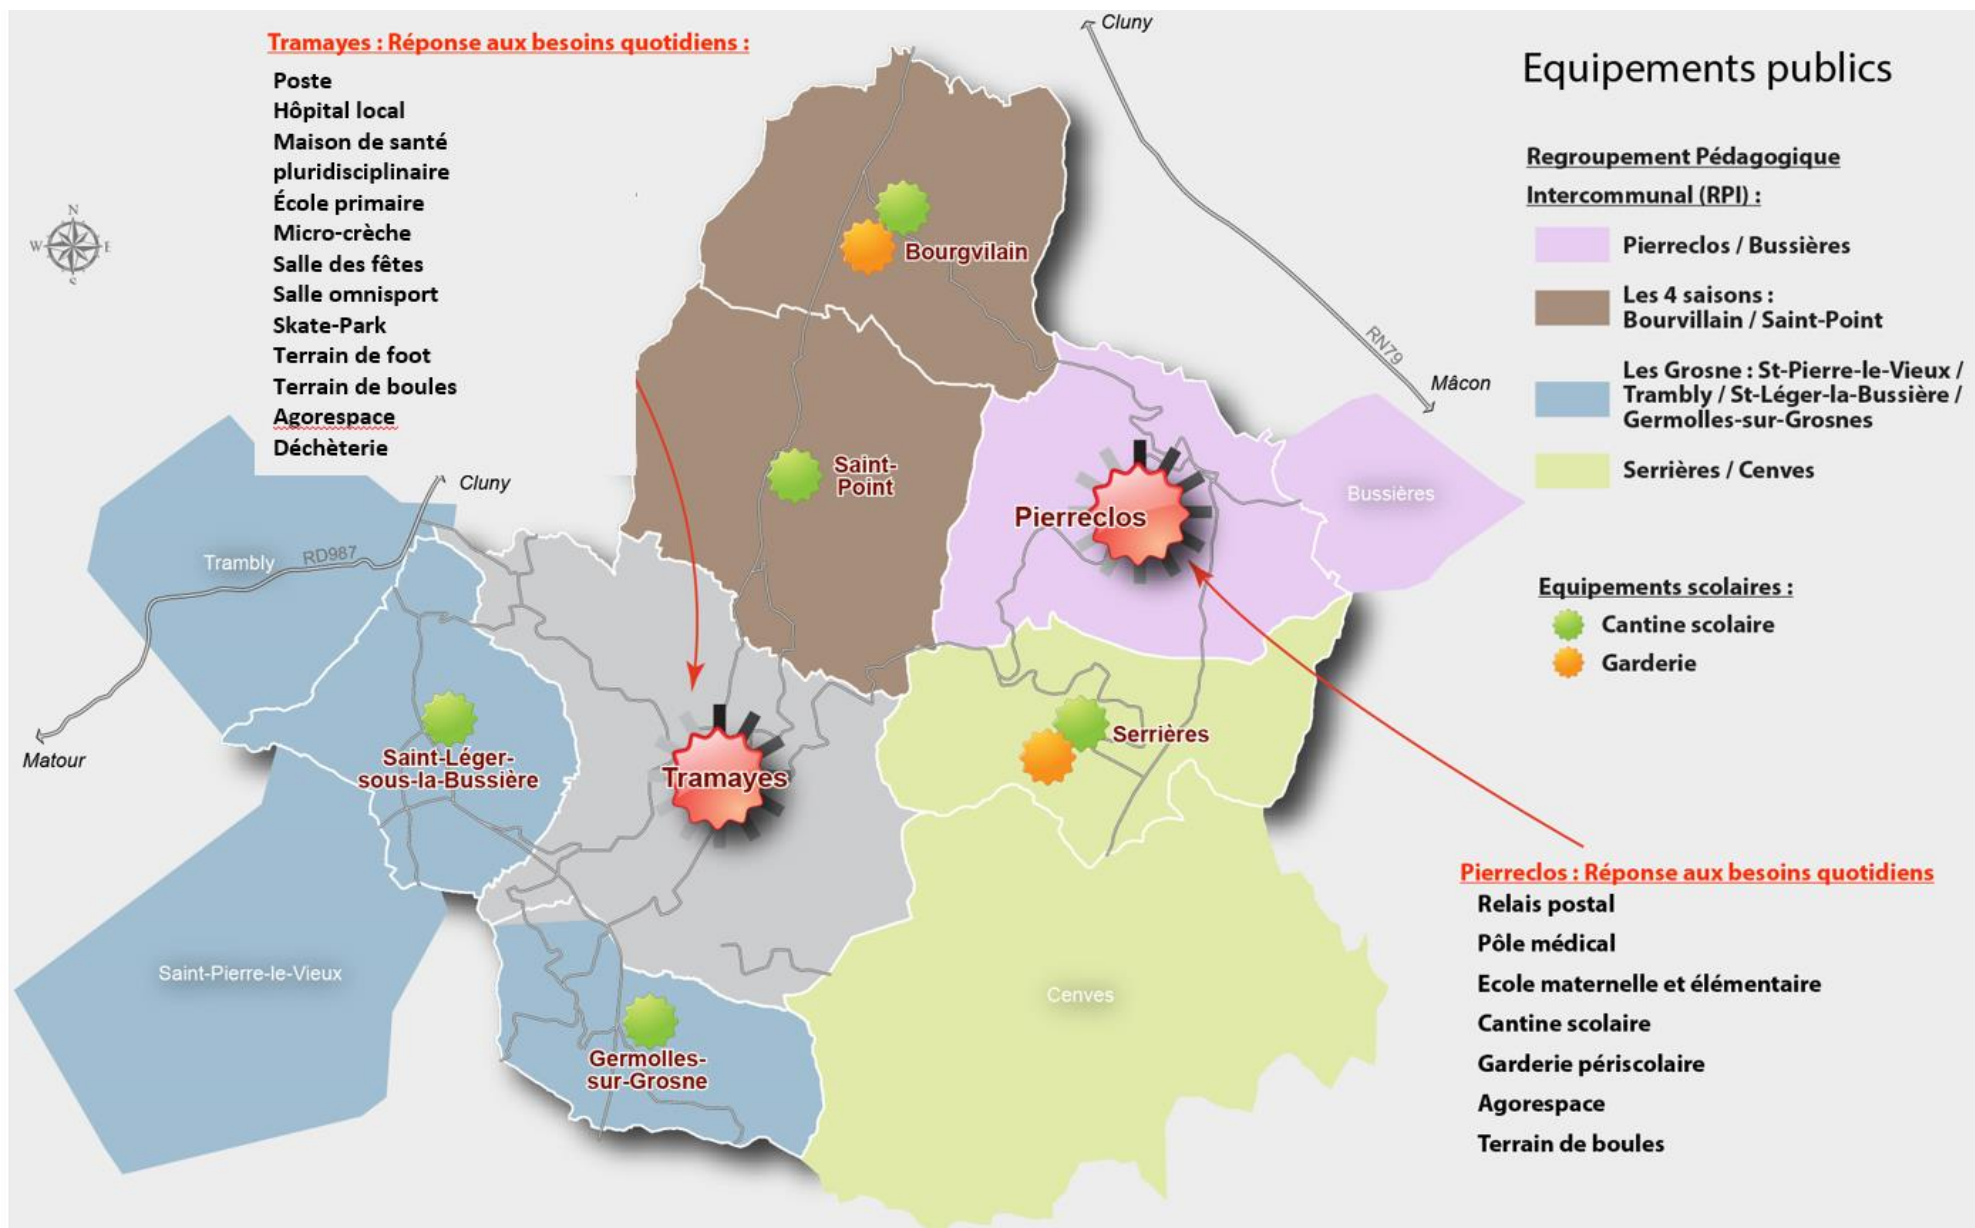 Tramayes : Réponse aux besoins quotidiens :
Poste
Hôpital local
Maison de santé
pluridisciplinaire
École primaire
Micro-crèche
Salle des fêtes
Salle omnisport
Skate-Park
Terrain de foot
Terrain de boules
Agorespace
Déchèterie
N
W
E
S
Cluny
RN79
Mâcon
Equipements publics
Regroupement Pédagogique
Intercommunal (RPI) :
Pierreclos / Bussières
Les 4 saisons :
Bourvillain / Saint-Point
Les Grosne : St-Pierre-le-Vieux /
Trambly / St-Léger-la-Bussière /
Germolles-sur-Grosnes
Serrières / Cenves
Equipements scolaires :
Cantine scolaire
Garderie
Bourgvilain
Saint-
Point
Pierreclos
Bussières
Cluny
Trambly
RD987
Matour
Saint-Léger-
sous-la-Bussière
Tramayes
Serrières
Saint-Pierre-le-Vieux
Cenves
Germolles-
sur-Grosne
Pierreclos : Réponse aux besoins quotidiens
Relais postal
Pôle médical
Ecole maternelle et élémentaire
Cantine scolaire
Garderie périscolaire
Agorespace
Terrain de boules